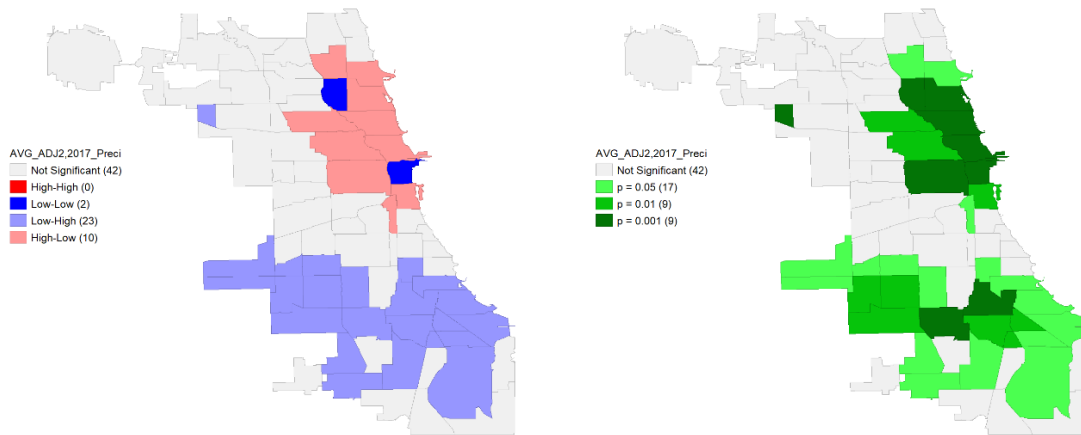 AVG_ADJ2,2017_Preci
Not Significant (42)
High-High (0)
Low-Low (2)
Low-High (23)
High-Low (10)
AVG_ADJ2,2017_Preci
Not Significant (42)
p = 0.05 (17)
p = 0.01 (9)
p = 0.001 (9)